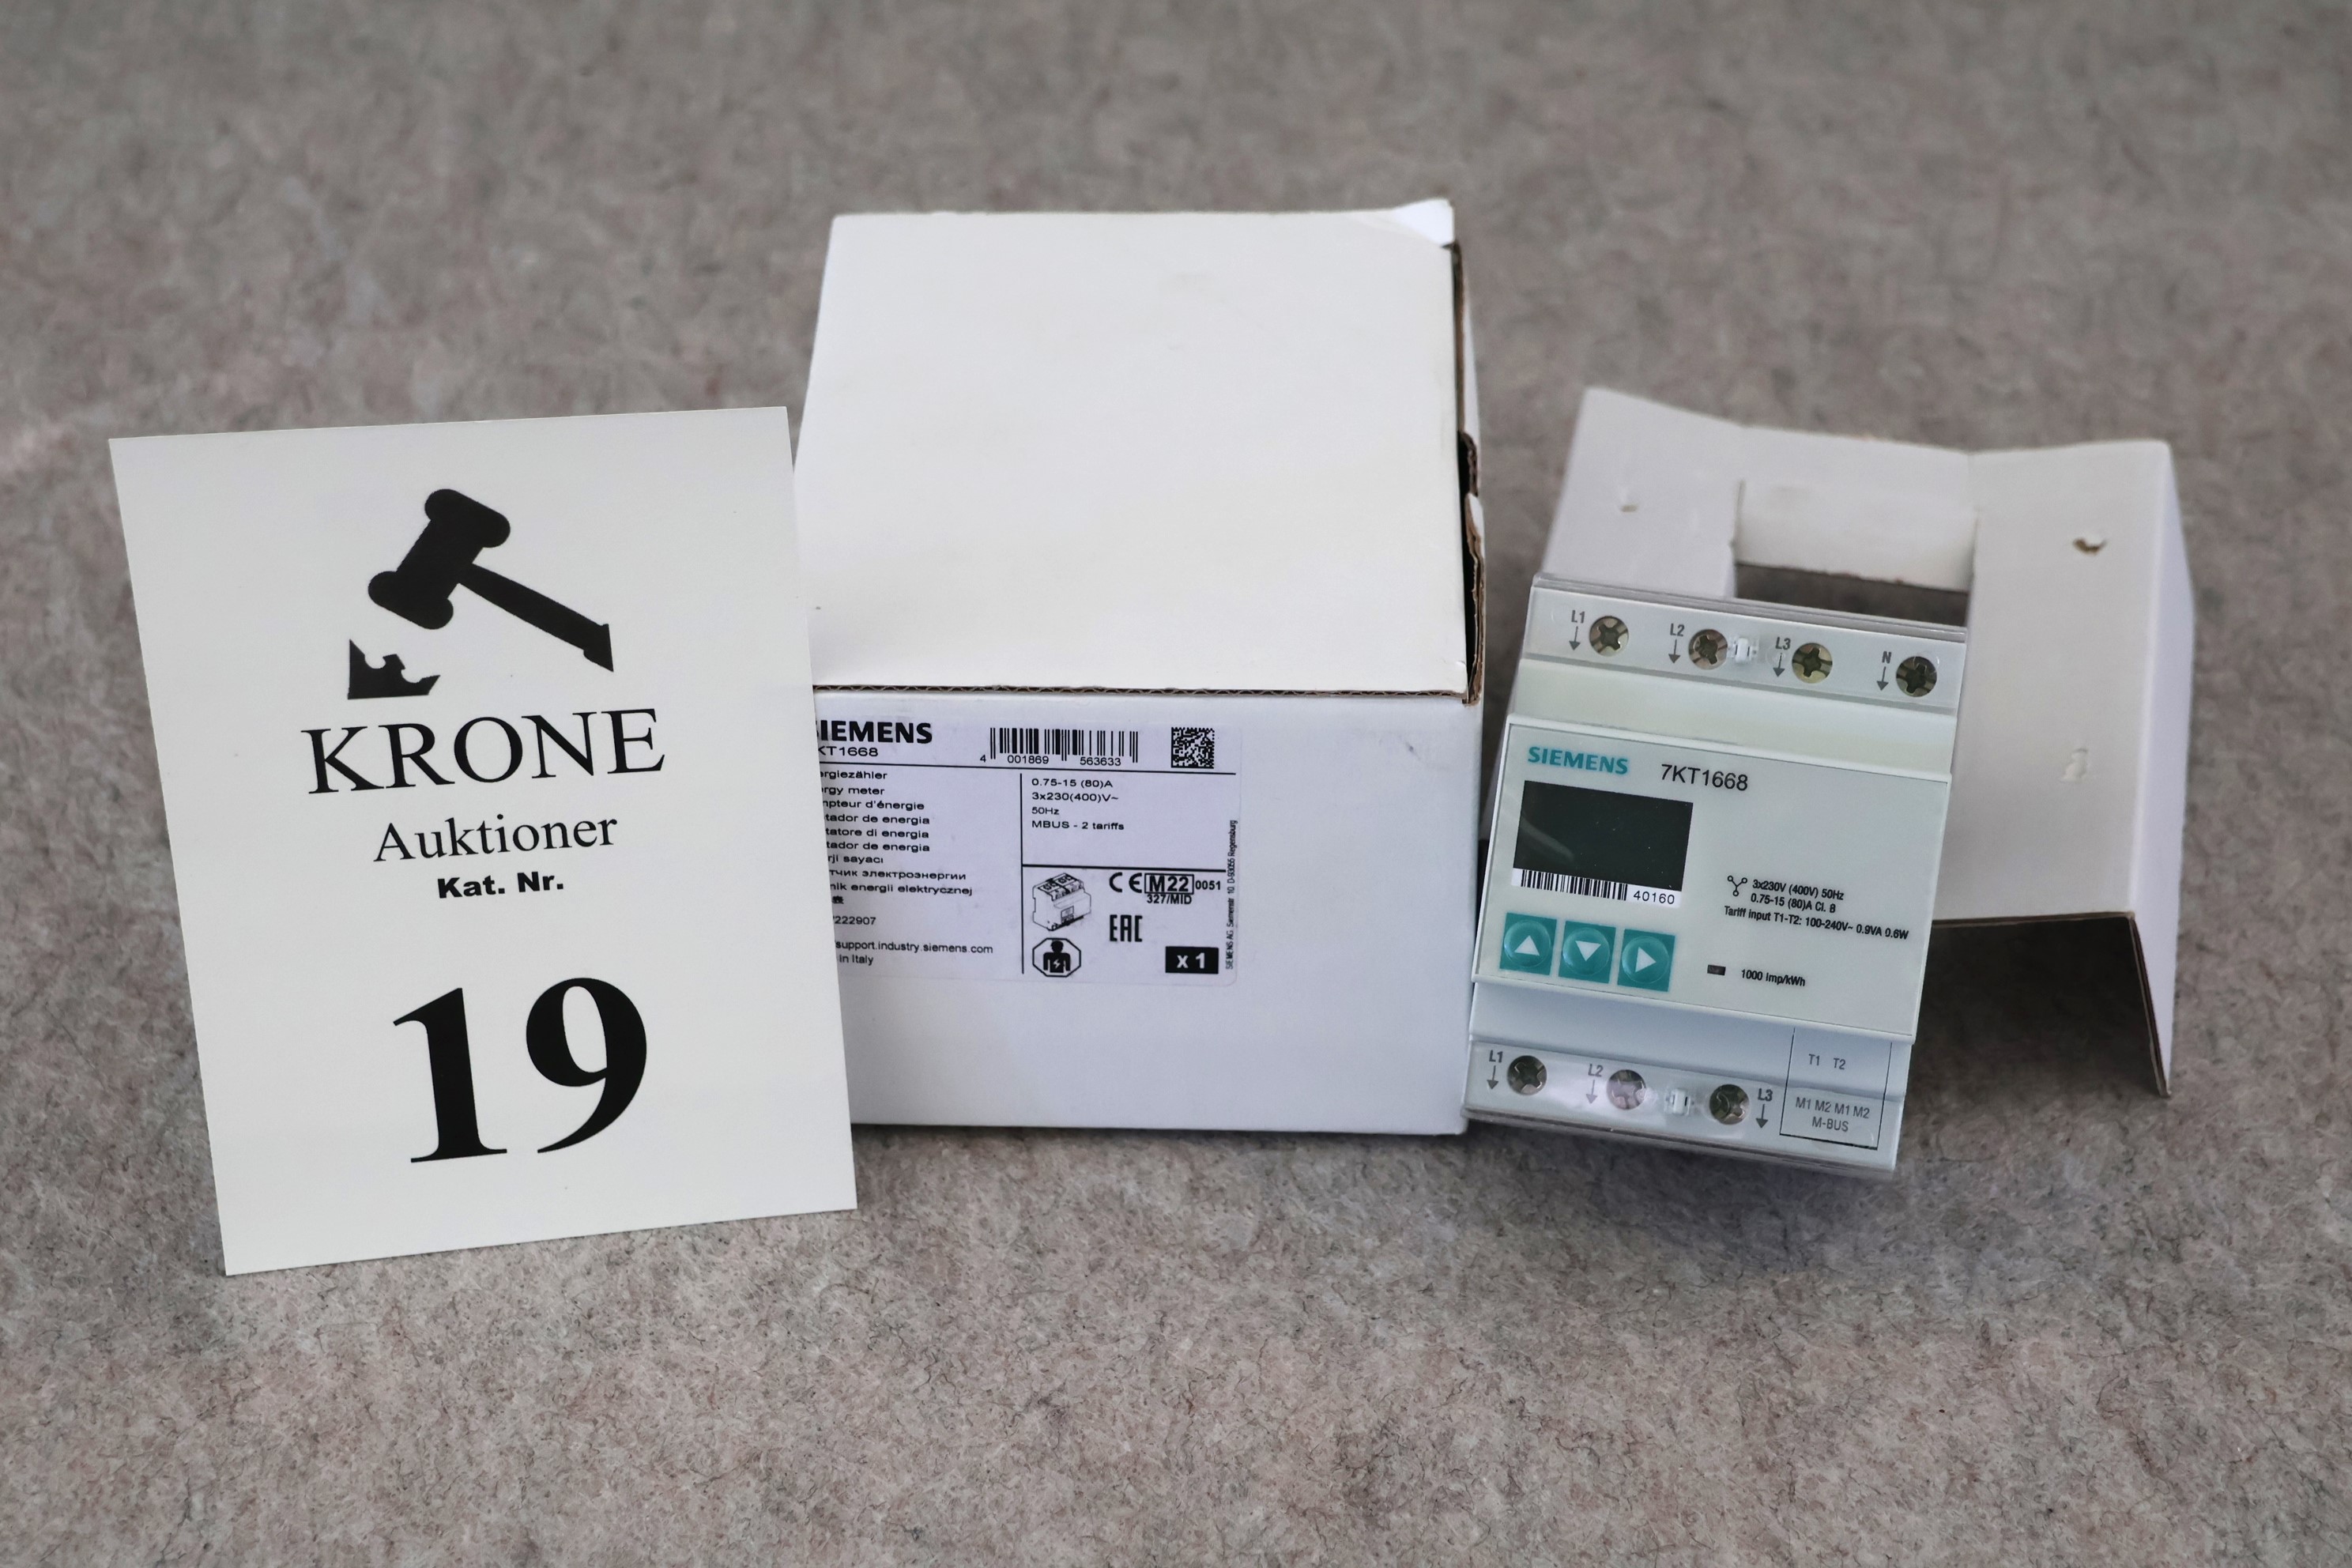 KRONE
Auktioner
Kat. Nr.
19
SIEMENS
7KT1668
4 001869 563633
ergiezähler
rgy meter
mpteur d'énergie
tador de energia
tatore di energia
tador de energia
rji sayacı
тчик электроэнергии
nik energii elektrycznej
222907
support.industry.siemens.com
in Italy
0.75-15 (80)A
3x230(400)V~
50Hz
MBUS - 2 tariffs
CE M22 0051
327/MID
EAC
x 1
L1 L2 L3 N
SIEMENS 7KT1668
40160
3x230V (400V) 50Hz
0.75-15 (80)A Cl. B
Tariff input T1-T2: 100-240V~ 0.9VA 0.6W
1000 Imp/kWh
L1 L2 L3
T1 T2
M1 M2 M1 M2
M-BUS